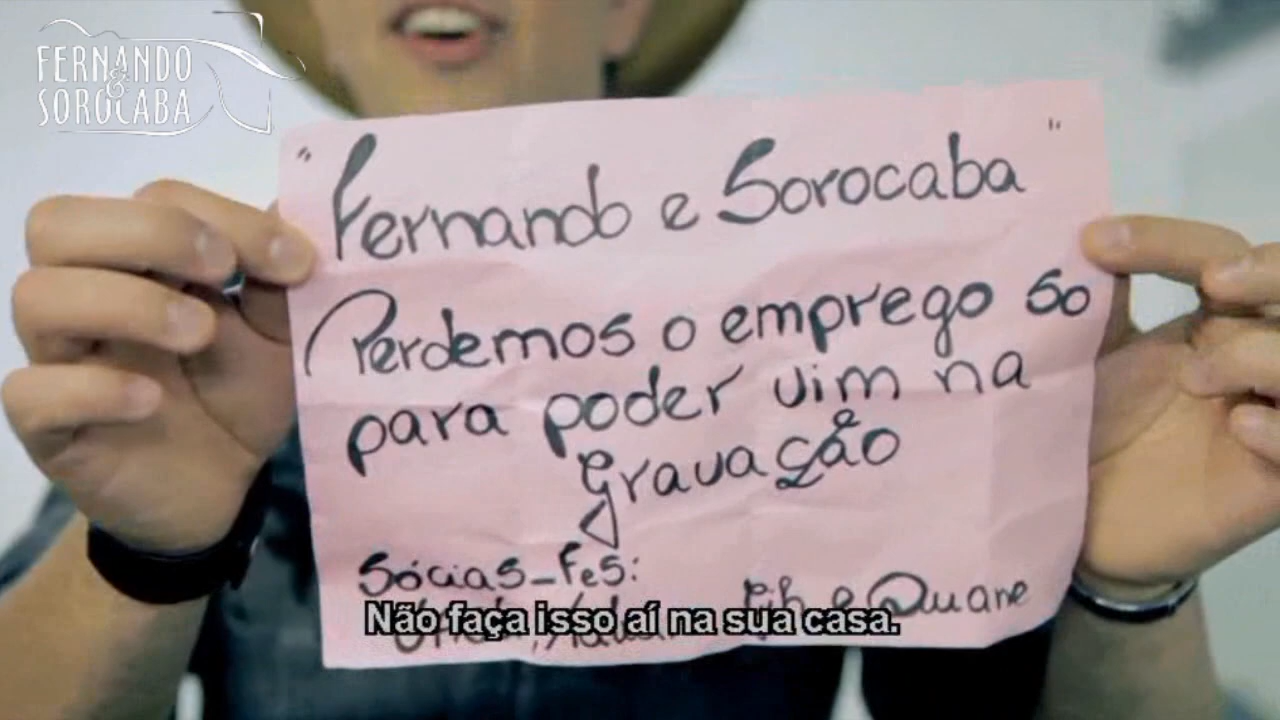 FERNANDO
&
SOROCABA
" Fernando e Sorocaba "
Perdemos o emprego so
para poder vim na
gravação
Sócias_Fes:
e Duane
Não faça isso aí na sua casa.